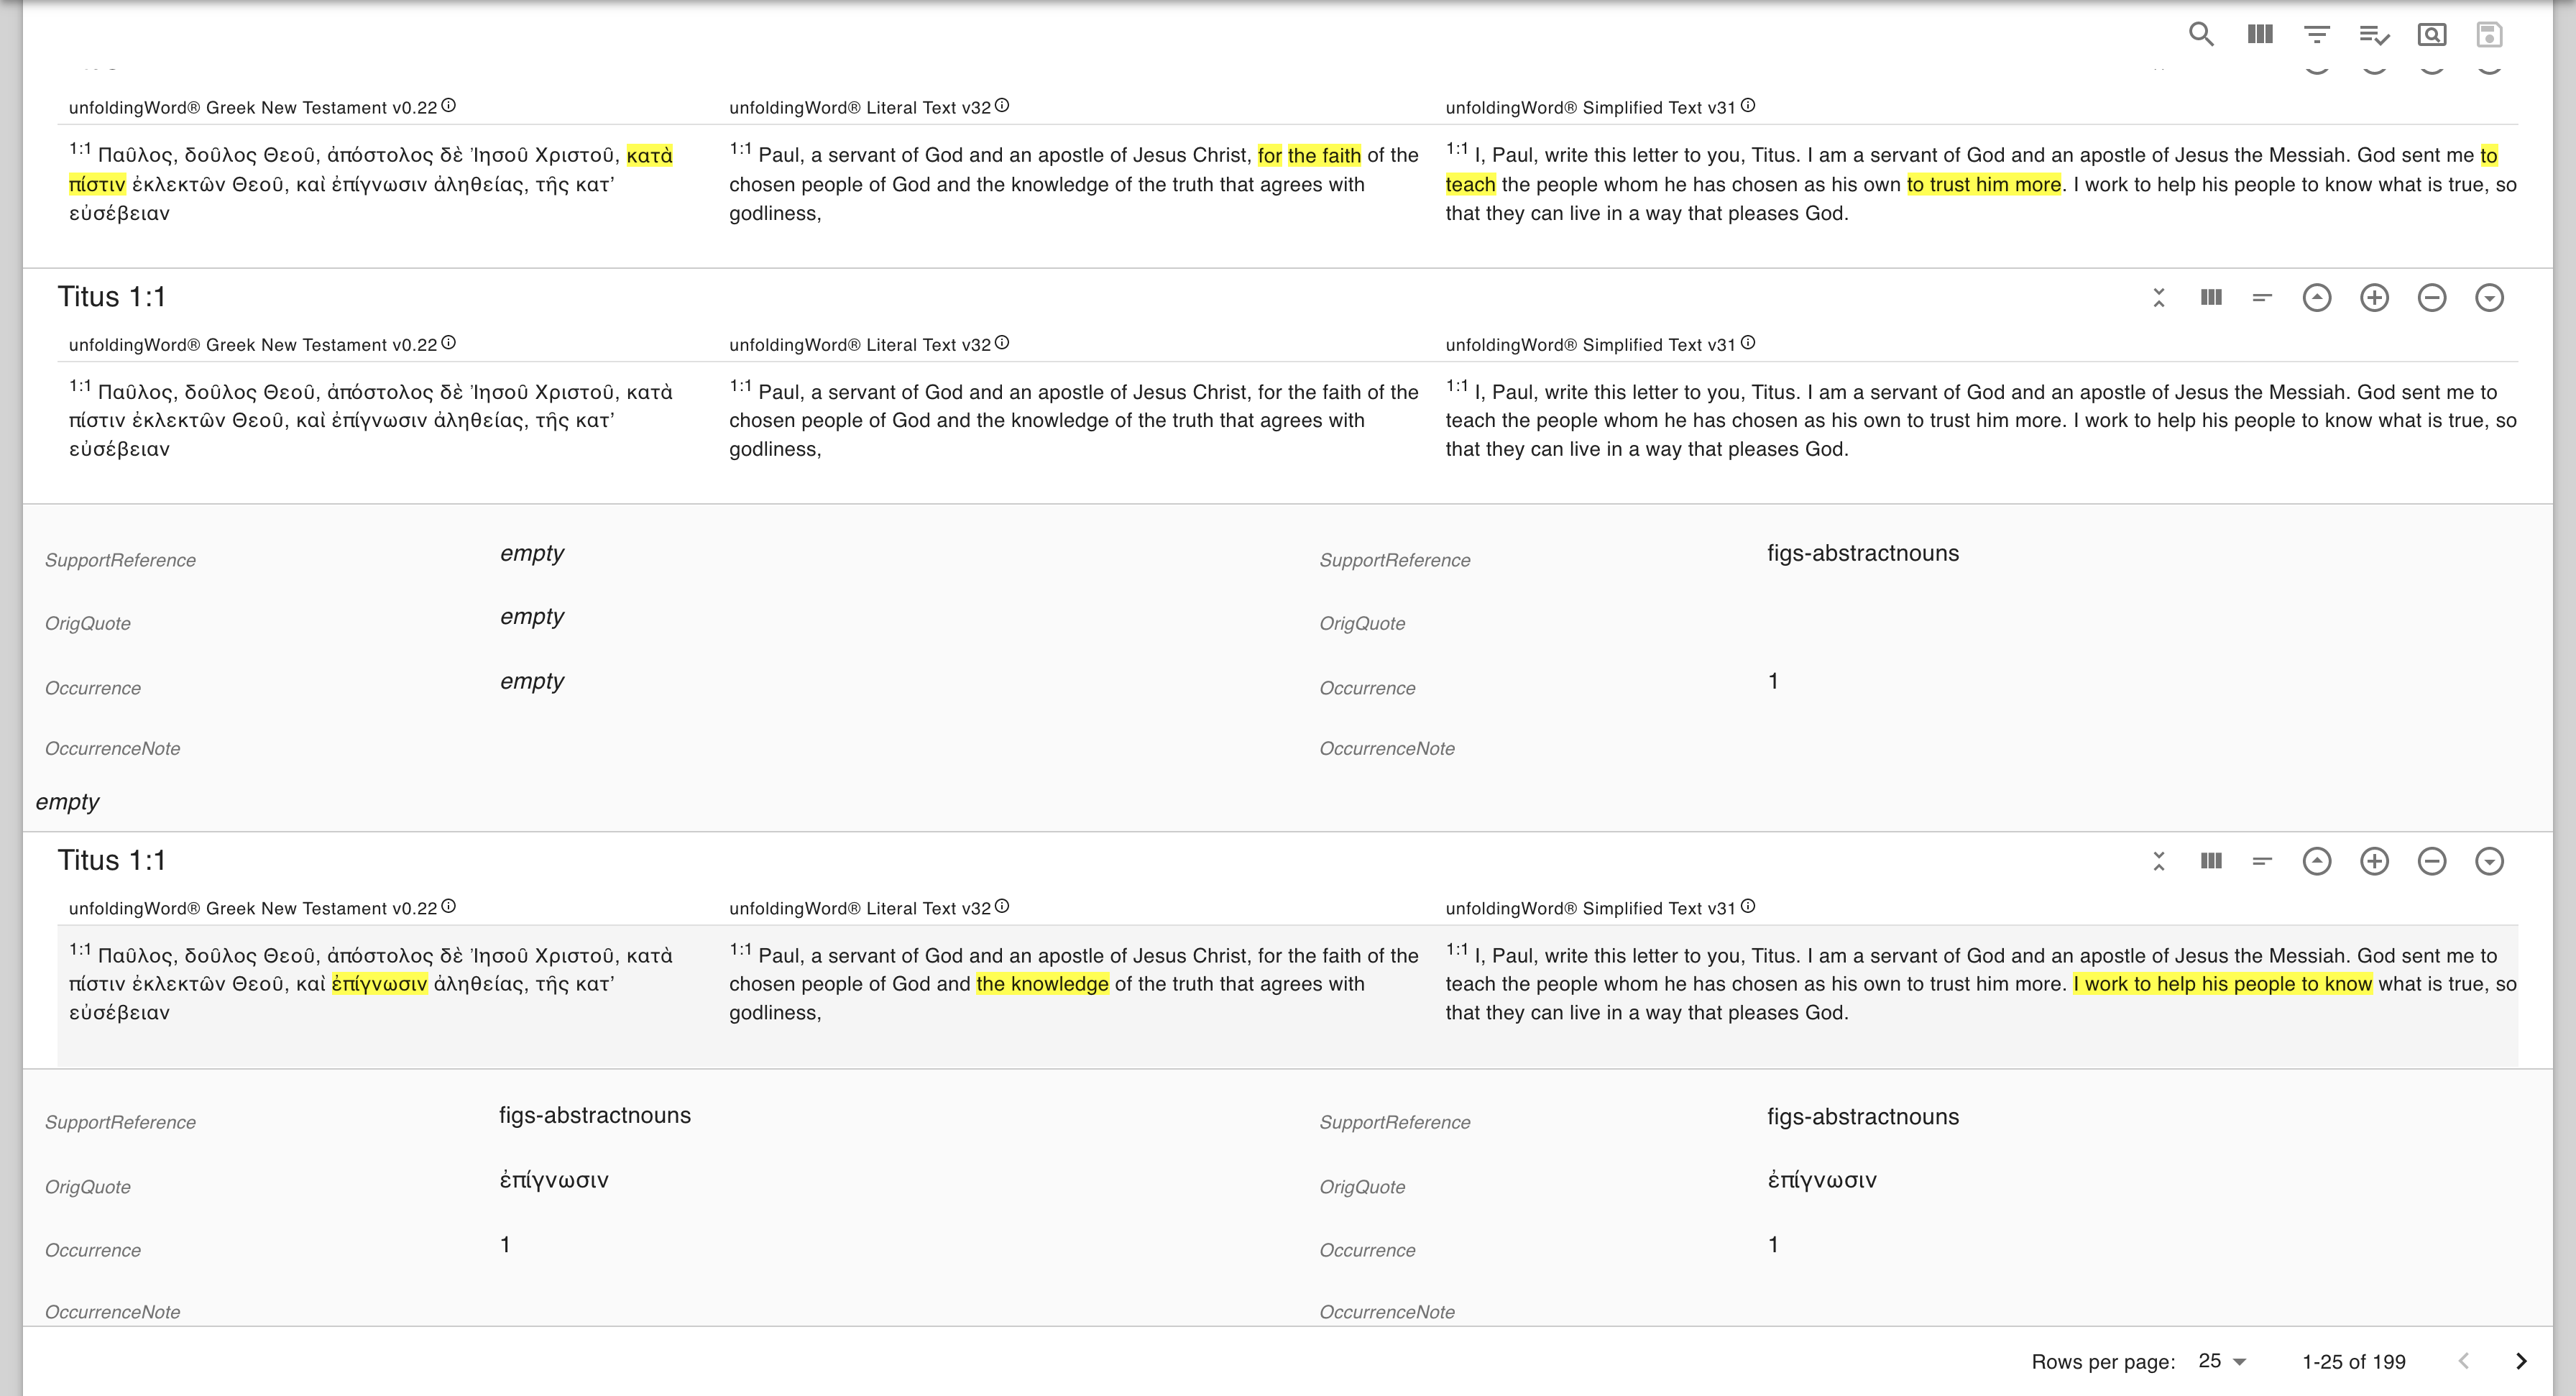 unfoldingWord® Greek New Testament v0.22 unfoldingWord® Literal Text v32 unfoldingWord® Simplified Text v31
1:1 Παῦλος, δοῦλος Θεοῦ, ἀπόστολος δὲ Ἰησοῦ Χριστοῦ, κατὰ
πίστιν ἐκλεκτῶν Θεοῦ, καὶ ἐπίγνωσιν ἀληθείας, τῆς κατ’
εὐσέβειαν
1:1 Paul, a servant of God and an apostle of Jesus Christ, for the faith of the
chosen people of God and the knowledge of the truth that agrees with
godliness,
1:1 I, Paul, write this letter to you, Titus. I am a servant of God and an apostle of Jesus the Messiah. God sent me to
teach the people whom he has chosen as his own to trust him more. I work to help his people to know what is true, so
that they can live in a way that pleases God.
Titus 1:1
unfoldingWord® Greek New Testament v0.22 unfoldingWord® Literal Text v32 unfoldingWord® Simplified Text v31
1:1 Παῦλος, δοῦλος Θεοῦ, ἀπόστολος δὲ Ἰησοῦ Χριστοῦ, κατὰ
πίστιν ἐκλεκτῶν Θεοῦ, καὶ ἐπίγνωσιν ἀληθείας, τῆς κατ’
εὐσέβειαν
1:1 Paul, a servant of God and an apostle of Jesus Christ, for the faith of the
chosen people of God and the knowledge of the truth that agrees with
godliness,
1:1 I, Paul, write this letter to you, Titus. I am a servant of God and an apostle of Jesus the Messiah. God sent me to
teach the people whom he has chosen as his own to trust him more. I work to help his people to know what is true, so
that they can live in a way that pleases God.
SupportReference empty SupportReference figs-abstractnouns
OrigQuote empty OrigQuote
Occurrence empty Occurrence 1
OccurrenceNote OccurrenceNote
empty
Titus 1:1
unfoldingWord® Greek New Testament v0.22 unfoldingWord® Literal Text v32 unfoldingWord® Simplified Text v31
1:1 Παῦλος, δοῦλος Θεοῦ, ἀπόστολος δὲ Ἰησοῦ Χριστοῦ, κατὰ
πίστιν ἐκλεκτῶν Θεοῦ, καὶ ἐπίγνωσιν ἀληθείας, τῆς κατ’
εὐσέβειαν
1:1 Paul, a servant of God and an apostle of Jesus Christ, for the faith of the
chosen people of God and the knowledge of the truth that agrees with
godliness,
1:1 I, Paul, write this letter to you, Titus. I am a servant of God and an apostle of Jesus the Messiah. God sent me to
teach the people whom he has chosen as his own to trust him more. I work to help his people to know what is true, so
that they can live in a way that pleases God.
SupportReference figs-abstractnouns SupportReference figs-abstractnouns
OrigQuote ἐπίγνωσιν OrigQuote ἐπίγνωσιν
Occurrence 1 Occurrence 1
OccurrenceNote OccurrenceNote
Rows per page: 25 1-25 of 199